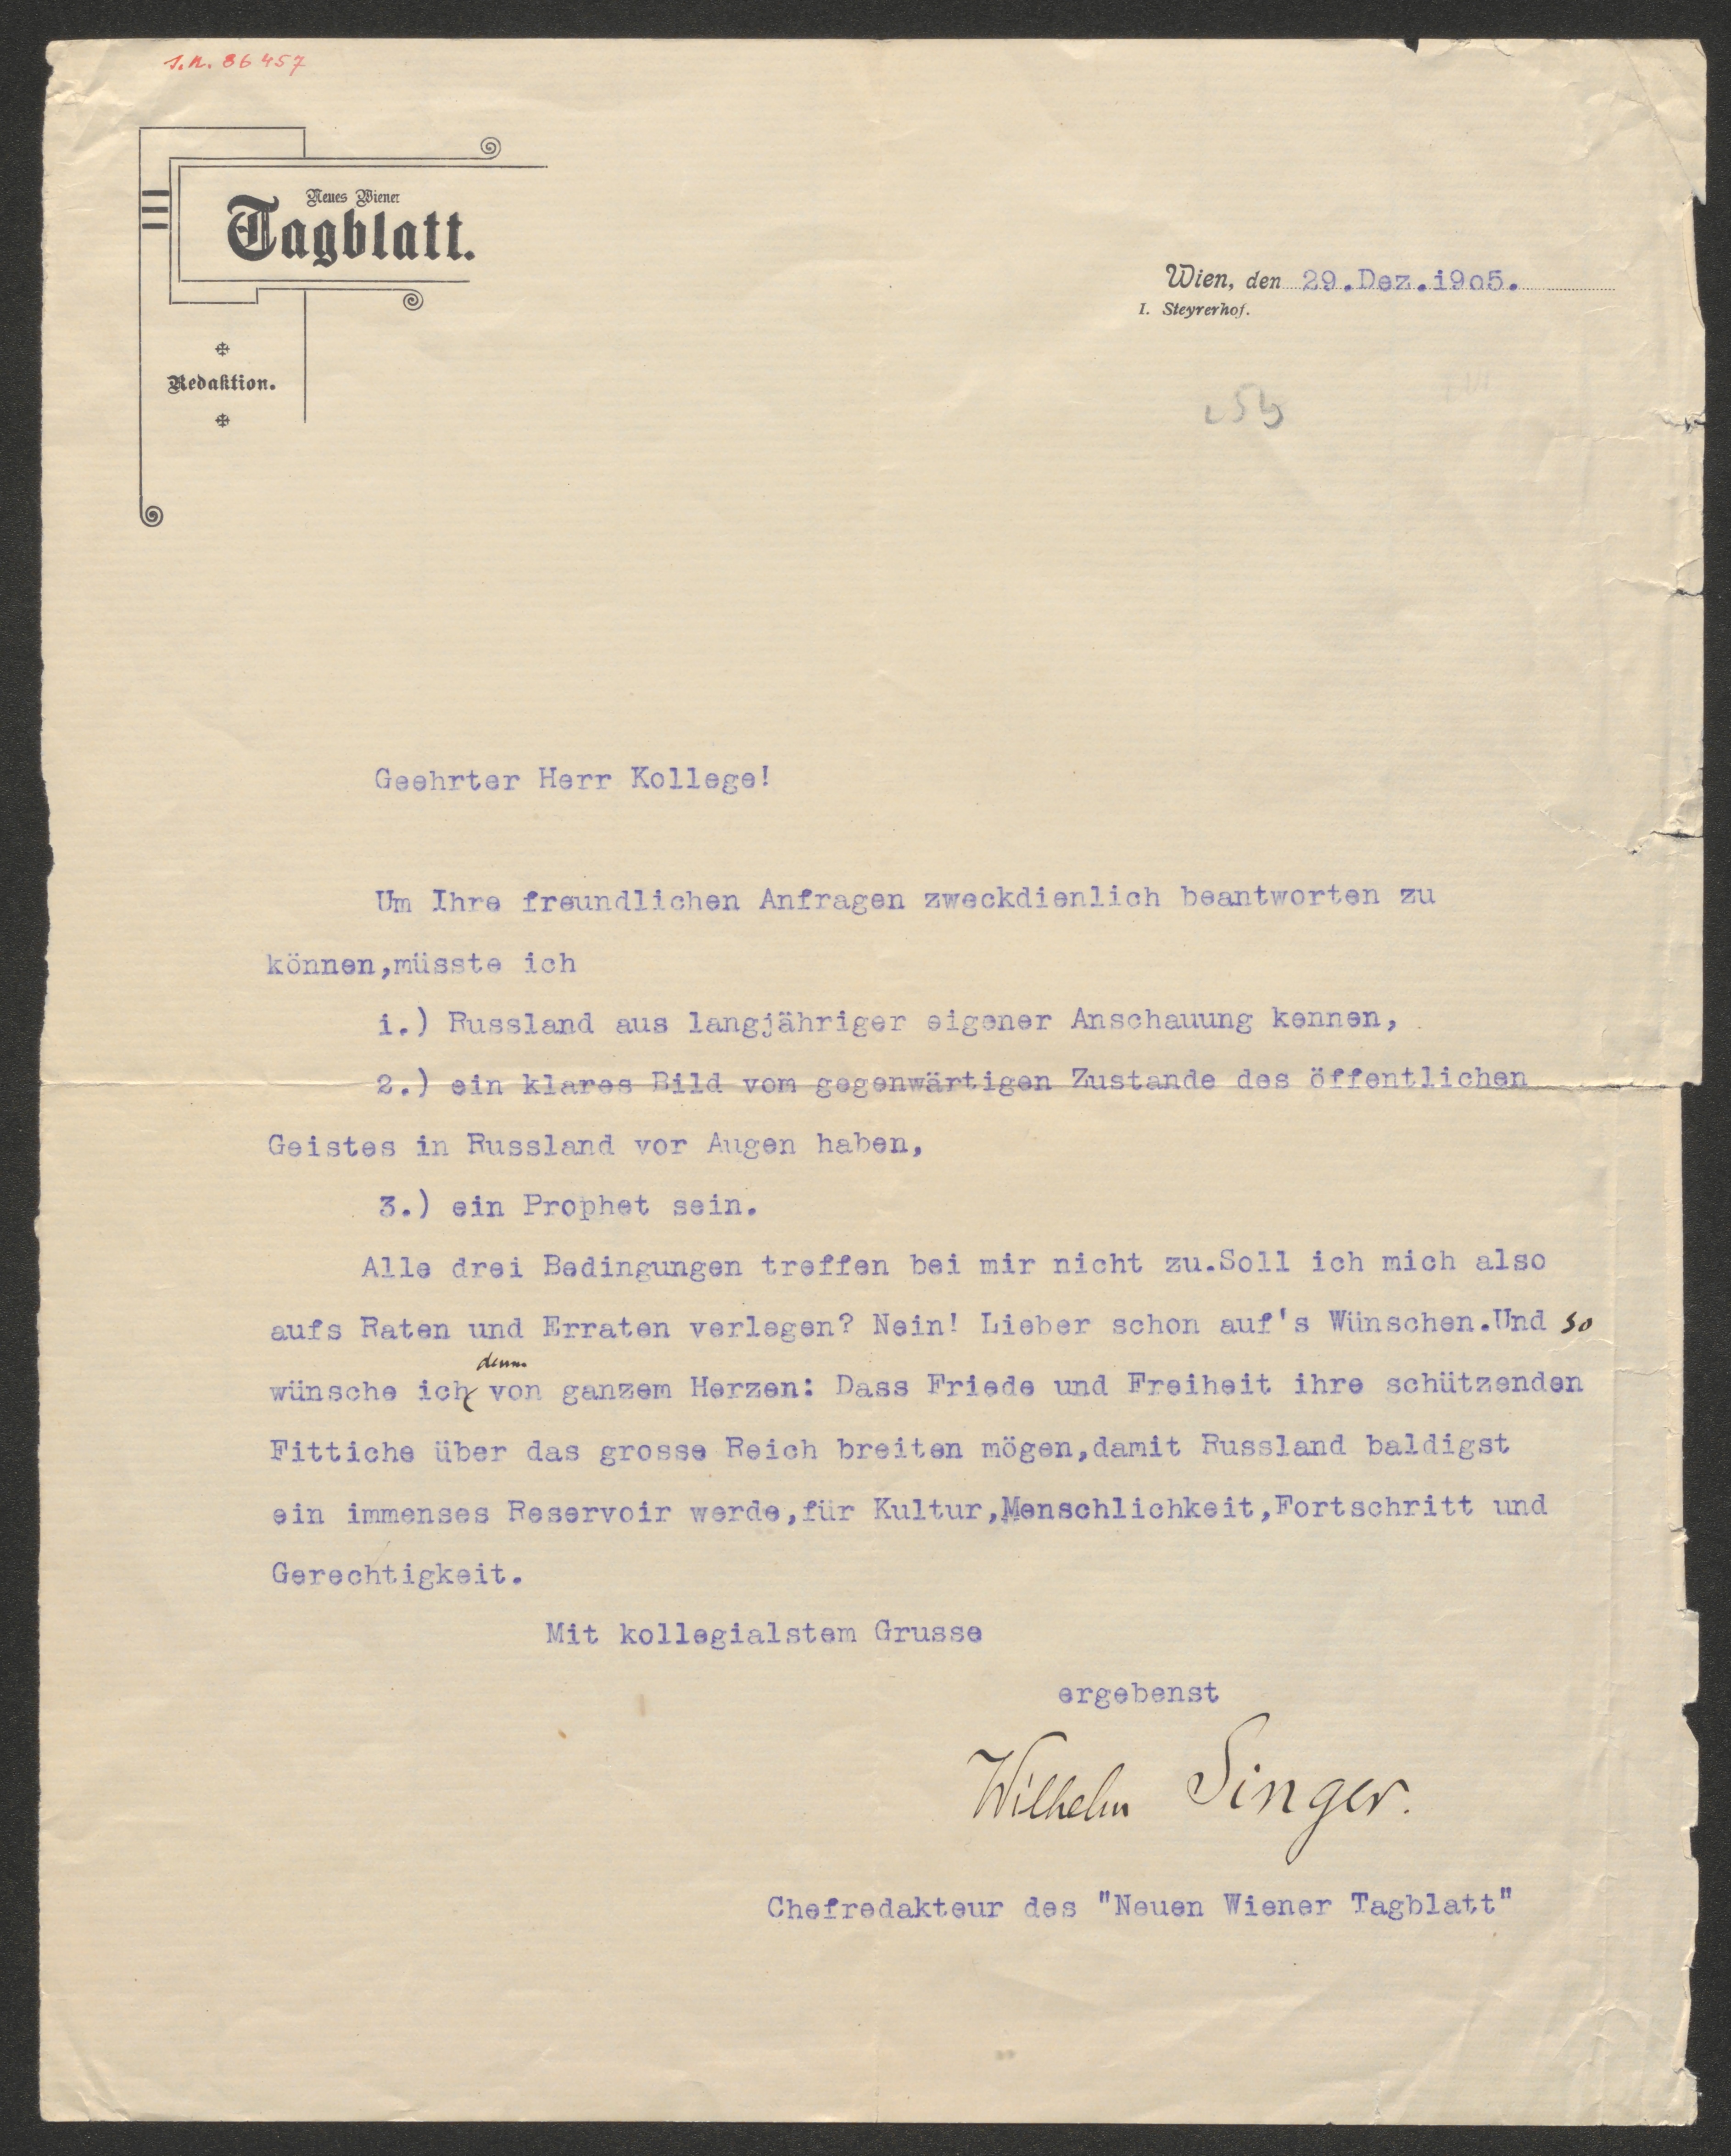 I.N. 86457
Neues Wiener
Tagblatt.
Redaktion.
Wien, den 29.Dez.i9o5.
I. Steyrerhof.
Geehrter Herr Kollege!
Um Ihre freundlichen Anfragen zweckdienlich beantworten zu
können,müsste ich
i.) Russland aus langjähriger eigener Anschauung kennen,
2.) ein klares Bild vom gegenwärtigen Zustande des öffentlichen
Geistes in Russland vor Augen haben,
3.) ein Prophet sein.
Alle drei Bedingungen treffen bei mir nicht zu.Soll ich mich also
aufs Raten und Erraten verlegen? Nein! Lieber schon auf's Wünschen.Und so
denn
wünsche ich von ganzem Herzen: Dass Friede und Freiheit ihre schützenden
Fittiche über das grosse Reich breiten mögen,damit Russland baldigst
ein immenses Reservoir werde,für Kultur,Menschlichkeit,Fortschritt und
Gerechtigkeit.
Mit kollegialstem Grusse
ergebenst
Wilhelm Singer.
Chefredakteur des "Neuen Wiener Tagblatt"